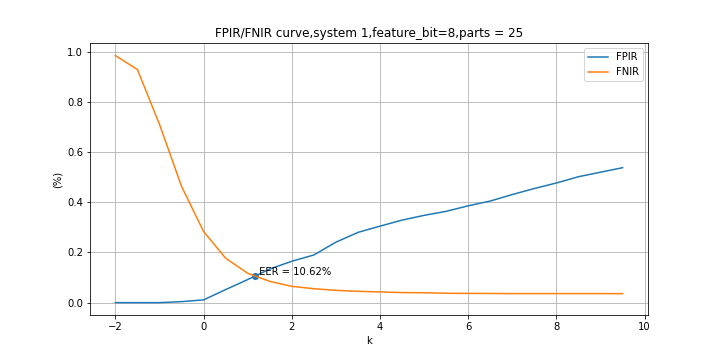 FPIR/FNIR curve,system 1,feature_bit=8,parts = 25
FPIR
FNIR
1.0
0.8
0.6
0.4
0.2
0.0
(%)
EER = 10.62%
−2
0
2
4
6
8
10
k